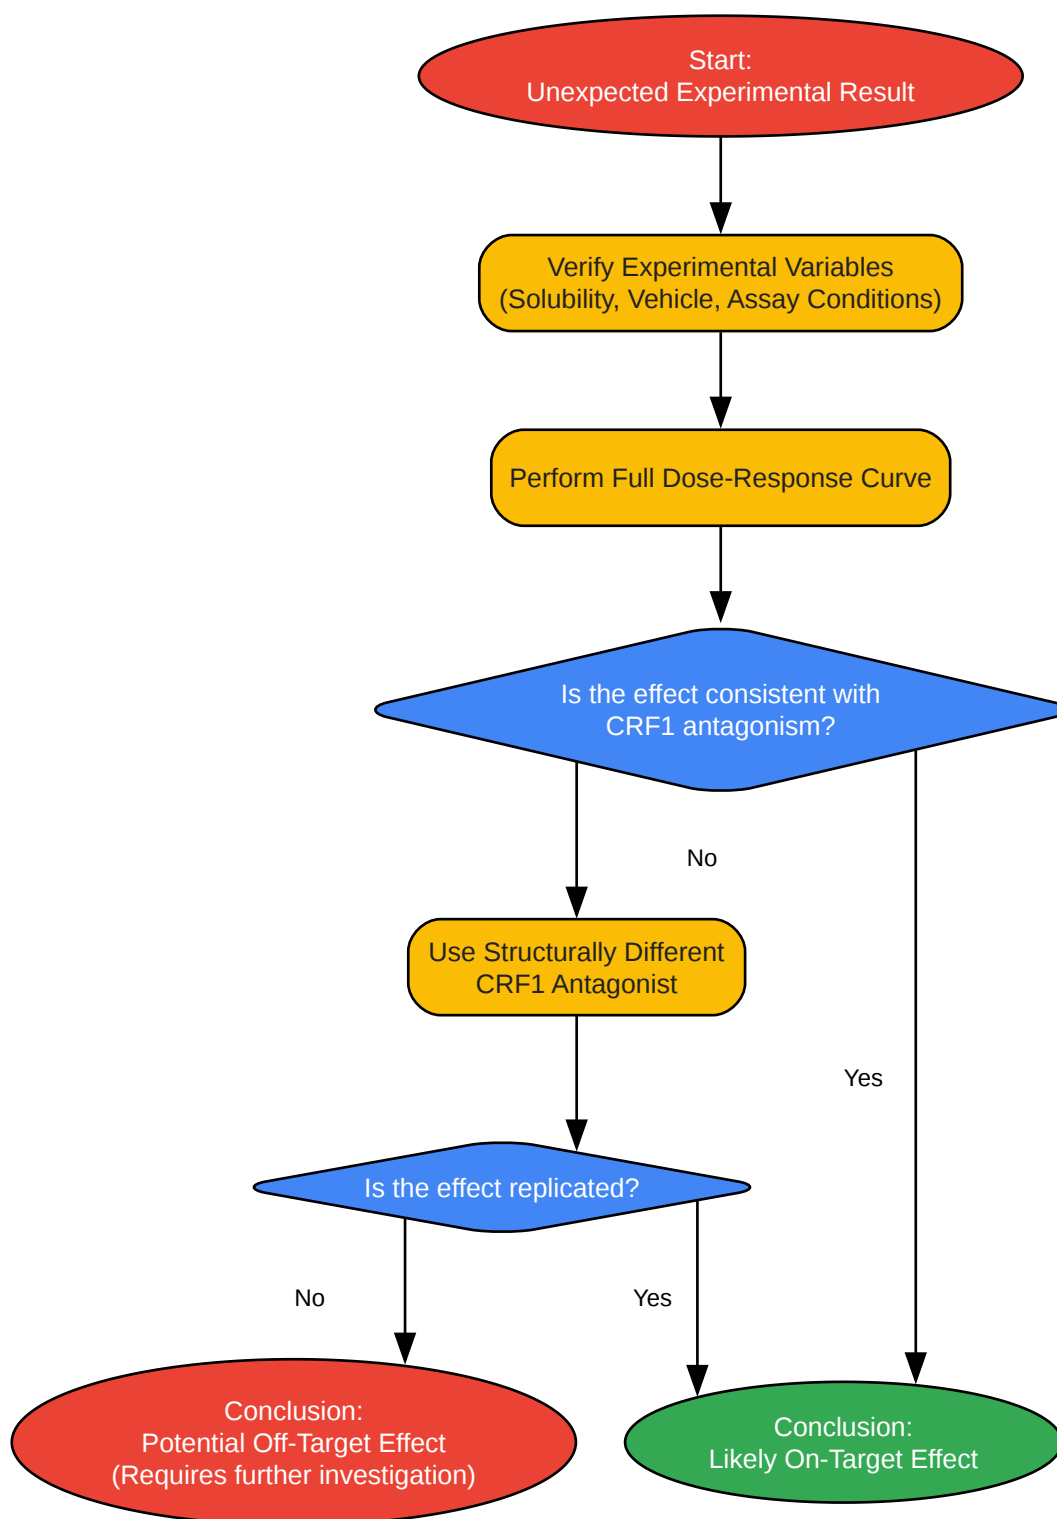 Start:
Unexpected Experimental Result
Verify Experimental Variables
(Solubility, Vehicle, Assay Conditions)
Perform Full Dose-Response Curve
Is the effect consistent with
CRF1 antagonism?
No
Use Structurally Different
CRF1 Antagonist
Yes
Is the effect replicated?
No
Yes
Conclusion:
Potential Off-Target Effect
(Requires further investigation)
Conclusion:
Likely On-Target Effect